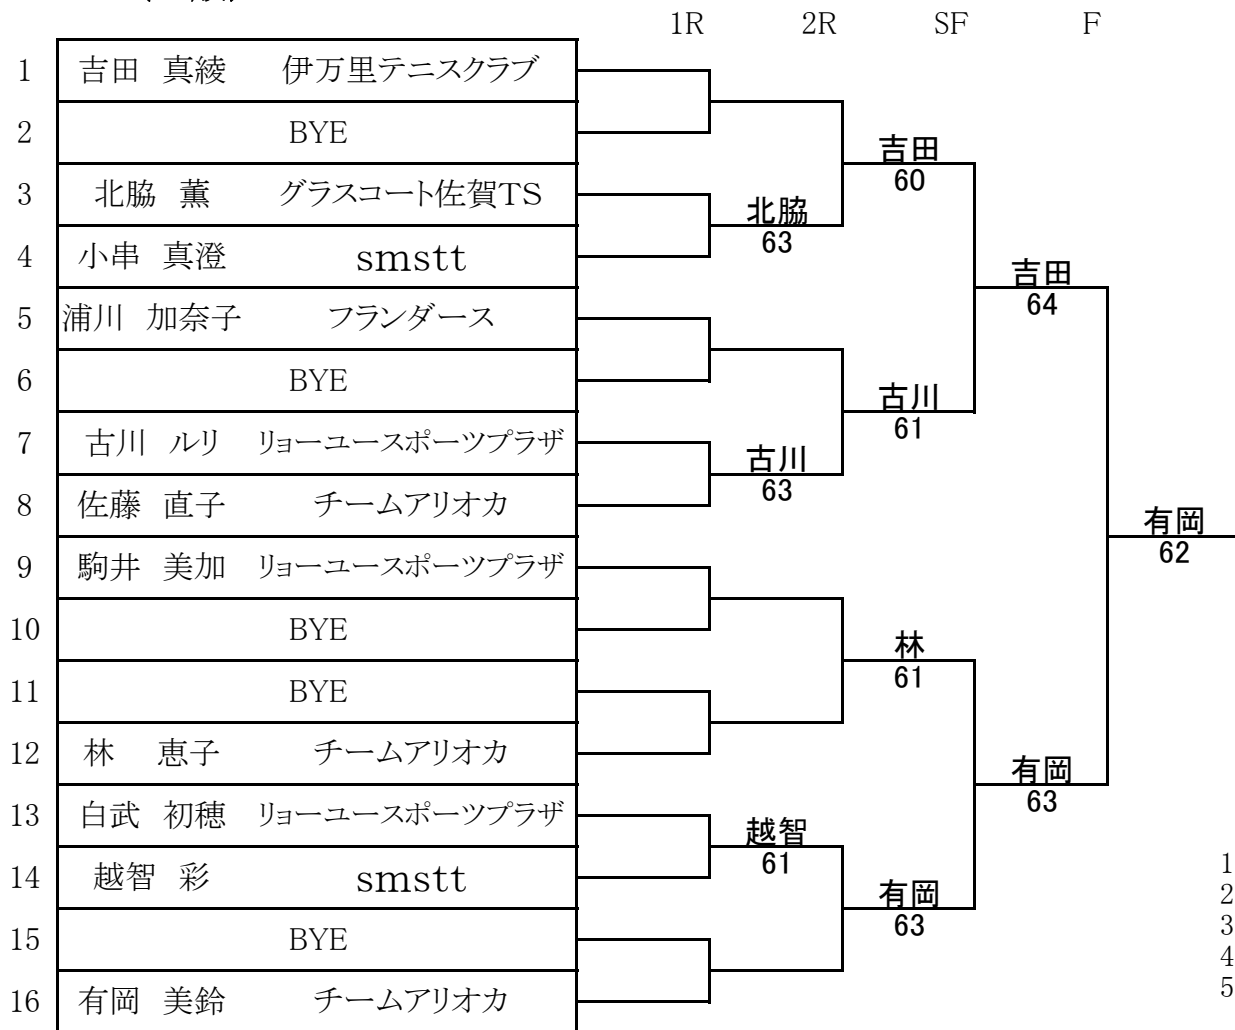 1R 2R SF F
1 吉田 真綾 伊万里テニスクラブ
2 BYE
吉田
60
3 北脇 薫 グラスコート佐賀TS
北脇
63
4 小串 真澄 smstt
吉田
64
5 浦川 加奈子 フランダース
6 BYE
古川
61
7 古川 ルリ リョーユースポーツプラザ
古川
63
8 佐藤 直子 チームアリオカ
有岡
62
9 駒井 美加 リョーユースポーツプラザ
10 BYE
林
61
11 BYE
12 林 恵子 チームアリオカ
有岡
63
13 白武 初穂 リョーユースポーツプラザ
越智
61
14 越智 彩 smstt
有岡
63
15 BYE
16 有岡 美鈴 チームアリオカ
1
2
3
4
5